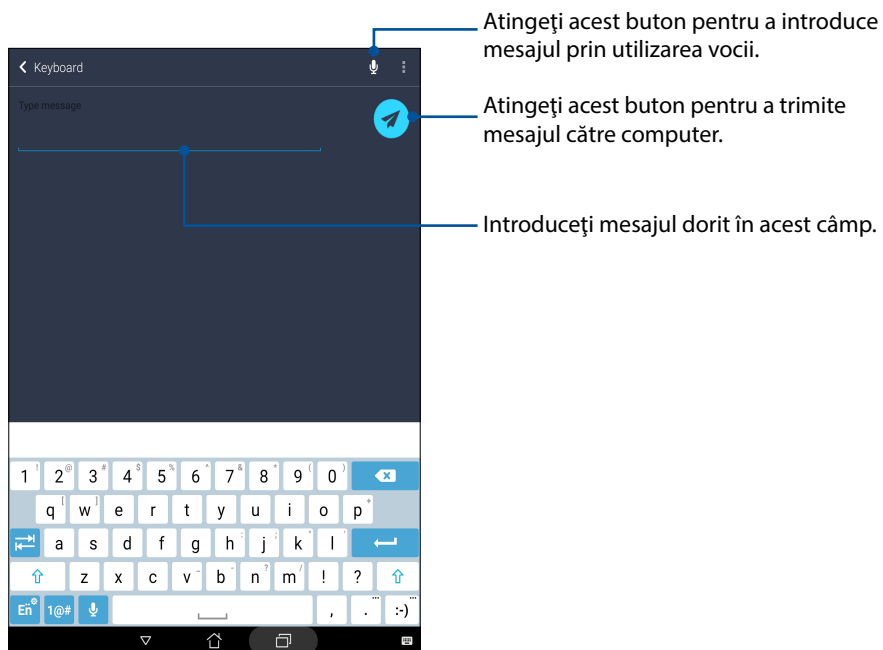 Atingeţi acest buton pentru a introduce
mesajul prin utilizarea vocii.
Keyboard
Type message
Atingeţi acest buton pentru a trimite
mesajul către computer.
Introduceţi mesajul dorit în acest câmp.
1 ! 2 @ 3 # 4 $ 5 % 6 ^ 7 & 8 * 9 ( 0 )
q [ w ] e r t y u i o p +
a s d f g h : j ; k " l '
z x c v - b - n ? m / ! ?
En 1@# , . ... :-) ...